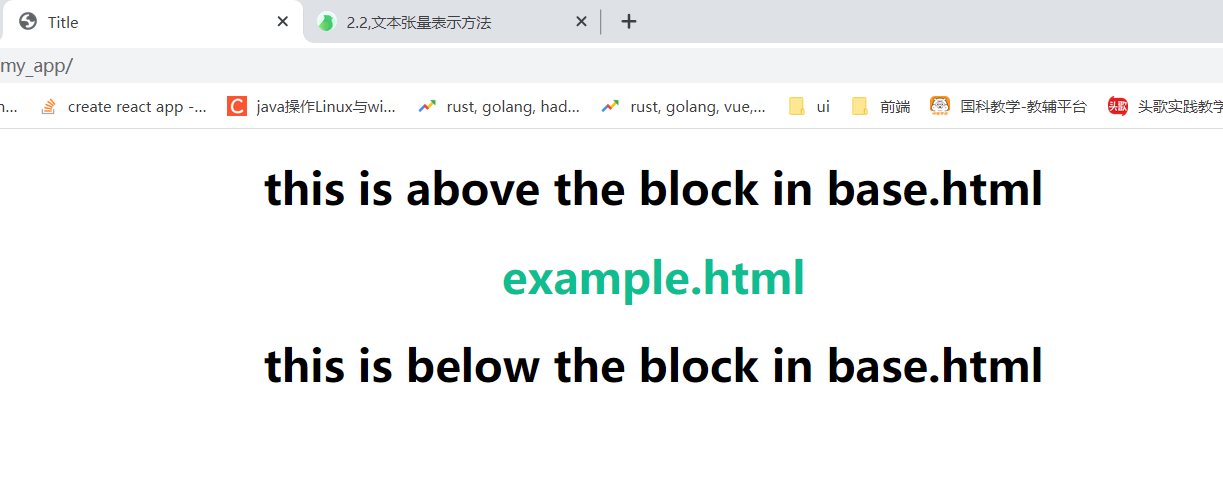 Title 2.2,文本张量表示方法
my_app/
n... create react app -... java操作Linux与wi... rust, golang, had... rust, golang, vue,... ui 前端 国科教学-教辅平台 头歌 头歌实践教学
this is above the block in base.html
example.html
this is below the block in base.html